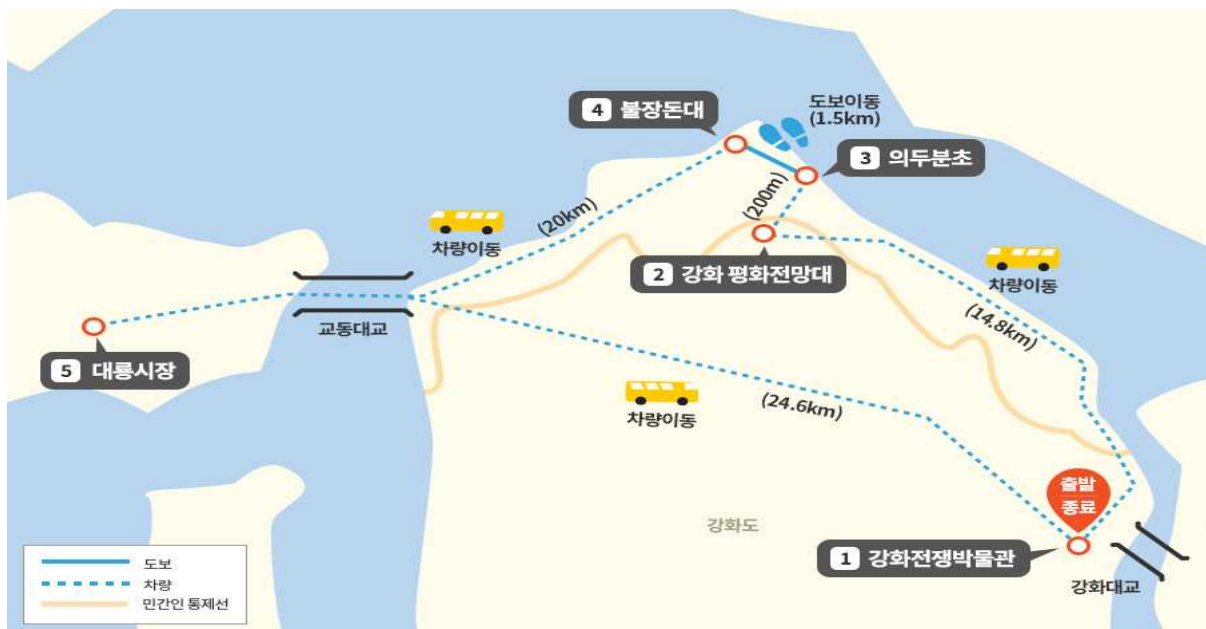 4 불장돈대
도보이동
(1.5km)
3 의두분초
(200m)
(20km)
차량이동
2 강화 평화전망대
차량이동
(14.8km)
교동대교
5 대룡시장
차량이동
(24.6km)
출발
종료
강화도
1 강화전쟁박물관
강화대교
도보
차량
민간인 통제선